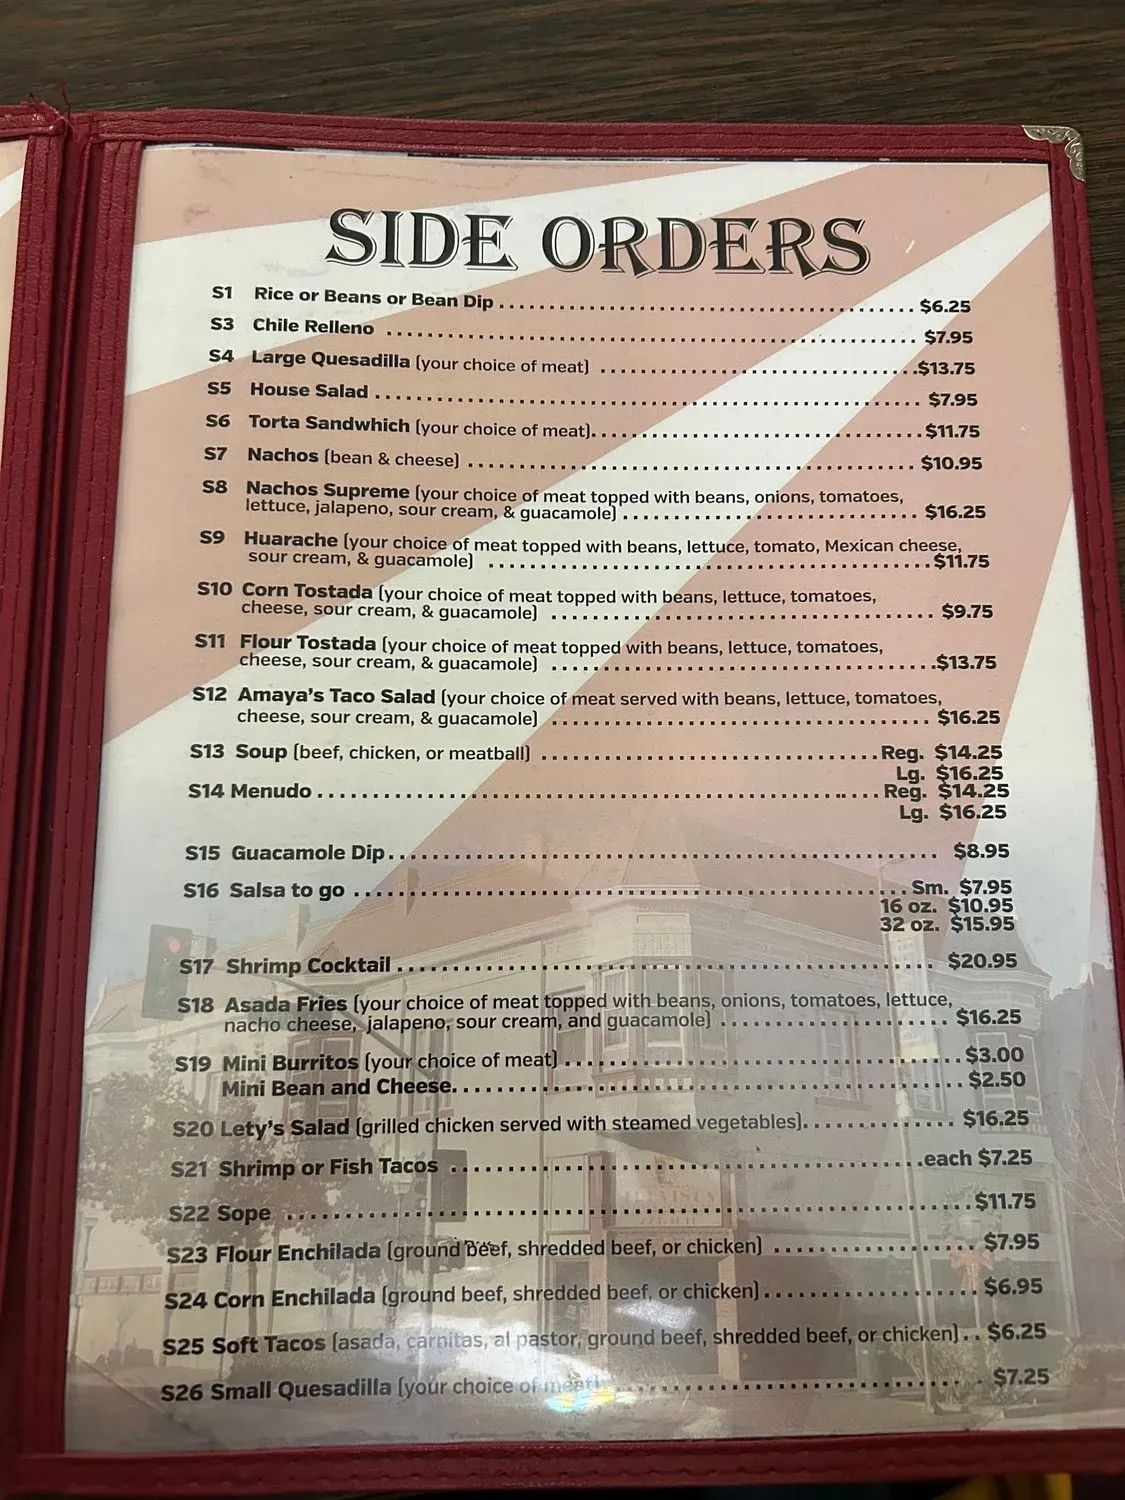 SIDE ORDERS
S1 Rice or Beans or Bean Dip $6.25
S3 Chile Relleno $7.95
S4 Large Quesadilla (your choice of meat) $13.75
S5 House Salad $7.95
S6 Torta Sandwhich (your choice of meat). $11.75
S7 Nachos (bean & cheese) $10.95
S8 Nachos Supreme (your choice of meat topped with beans, onions, tomatoes,
lettuce, jalapeno, sour cream, & guacamole) $16.25
S9 Huarache (your choice of meat topped with beans, lettuce, tomato, Mexican cheese,
sour cream, & guacamole) $11.75
S10 Corn Tostada (your choice of meat topped with beans, lettuce, tomatoes,
cheese, sour cream, & guacamole) $9.75
S11 Flour Tostada (your choice of meat topped with beans, lettuce, tomatoes,
cheese, sour cream, & guacamole) $13.75
S12 Amaya's Taco Salad (your choice of meat served with beans, lettuce, tomatoes,
cheese, sour cream, & guacamole) $16.25
S13 Soup (beef, chicken, or meatball) Reg. $14.25
Lg. $16.25
S14 Menudo Reg. $14.25
Lg. $16.25
S15 Guacamole Dip $8.95
S16 Salsa to go Sm. $7.95
16 oz. $10.95
32 oz. $15.95
S17 Shrimp Cocktail $20.95
S18 Asada Fries (your choice of meat topped with beans, onions, tomatoes, lettuce,
nacho cheese, jalapeno, sour cream, and guacamole) $16.25
S19 Mini Burritos (your choice of meat) $3.00
Mini Bean and Cheese. $2.50
S20 Lety's Salad (grilled chicken served with steamed vegetables). $16.25
S21 Shrimp or Fish Tacos each $7.25
S22 Sope $11.75
S23 Flour Enchilada (ground beef, shredded beef, or chicken) $7.95
S24 Corn Enchilada (ground beef, shredded beef, or chicken) $6.95
S25 Soft Tacos (asada, carnitas, al pastor, ground beef, shredded beef, or chicken) $6.25
S26 Small Quesadilla (your choice of meat) $7.25